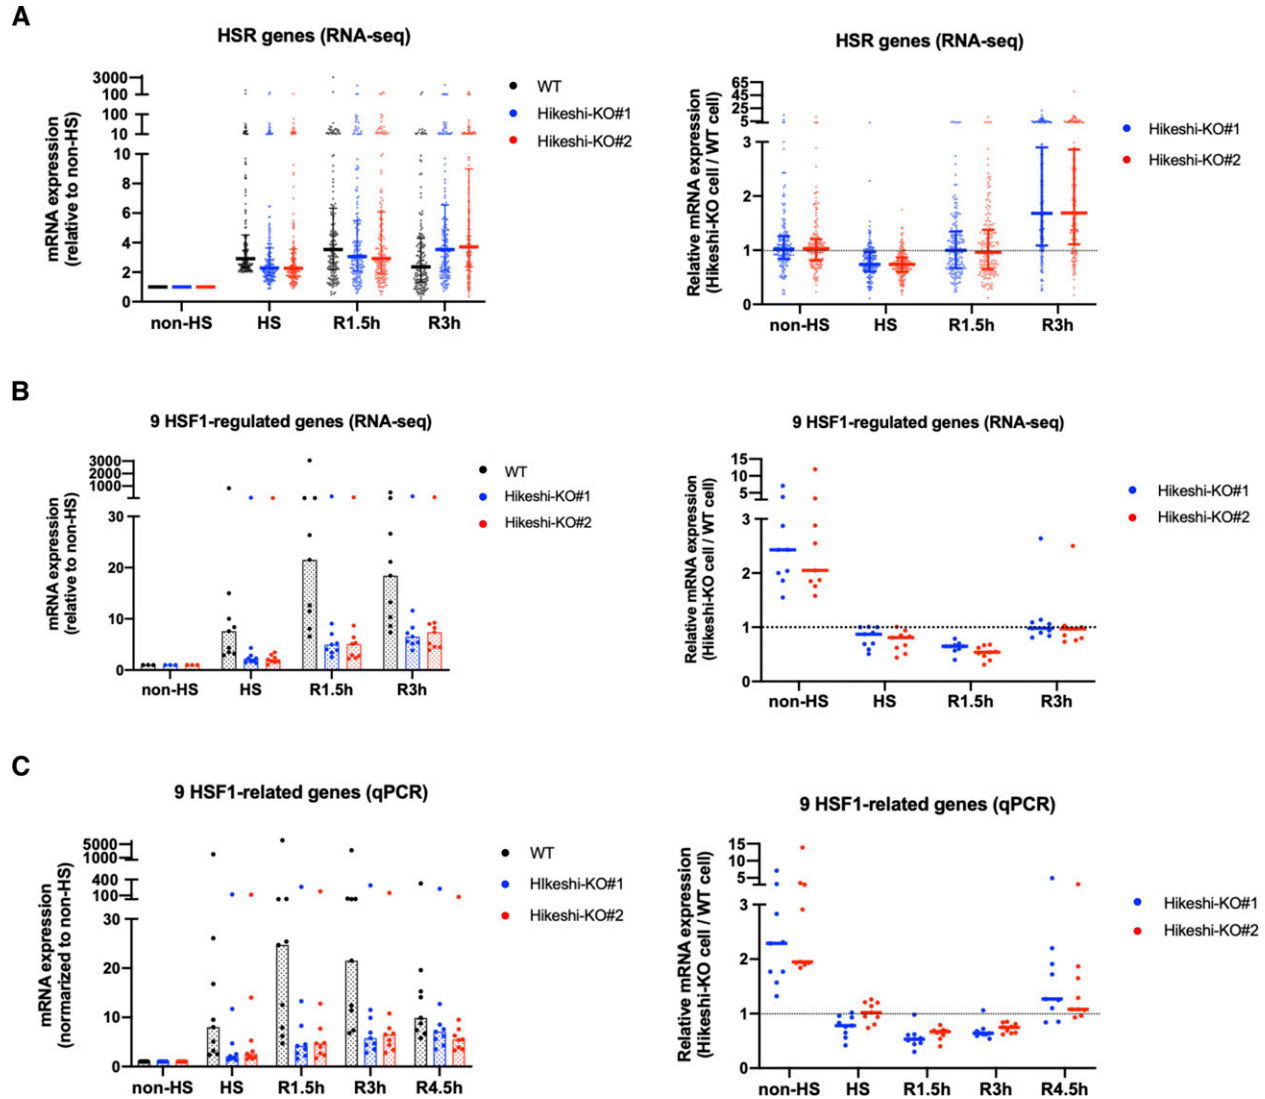 A
HSR genes (RNA-seq)
mRNA expression
(relative to non-HS)
3000
100
100
10
10
8
6
4
2
0
non-HS HS R1.5h R3h
WT
Hikeshi-KO#1
Hikeshi-KO#2
HSR genes (RNA-seq)
Relative mRNA expression
(Hikeshi-KO cell / WT cell)
65
45
25
5
3
2
1
0
non-HS HS R1.5h R3h
Hikeshi-KO#1
Hikeshi-KO#2
B
9 HSF1-regulated genes (RNA-seq)
mRNA expression
(relative to non-HS)
3000
2000
1000
30
20
10
0
non-HS HS R1.5h R3h
WT
Hikeshi-KO#1
Hikeshi-KO#2
9 HSF1-regulated genes (RNA-seq)
Relative mRNA expression
(Hikeshi-KO cell / WT cell)
15
10
5
3
2
1
0
non-HS HS R1.5h R3h
Hikeshi-KO#1
Hikeshi-KO#2
C
9 HSF1-related genes (qPCR)
mRNA expression
(normarized to non-HS)
5000
1000
400
100
30
20
10
0
non-HS HS R1.5h R3h R4.5h
WT
HIkeshi-KO#1
Hikeshi-KO#2
9 HSF1-related genes (qPCR)
Relative mRNA expression
(Hikeshi-KO cell / WT cell)
15
10
5
3
2
1
0
non-HS HS R1.5h R3h R4.5h
Hikeshi-KO#1
Hikeshi-KO#2